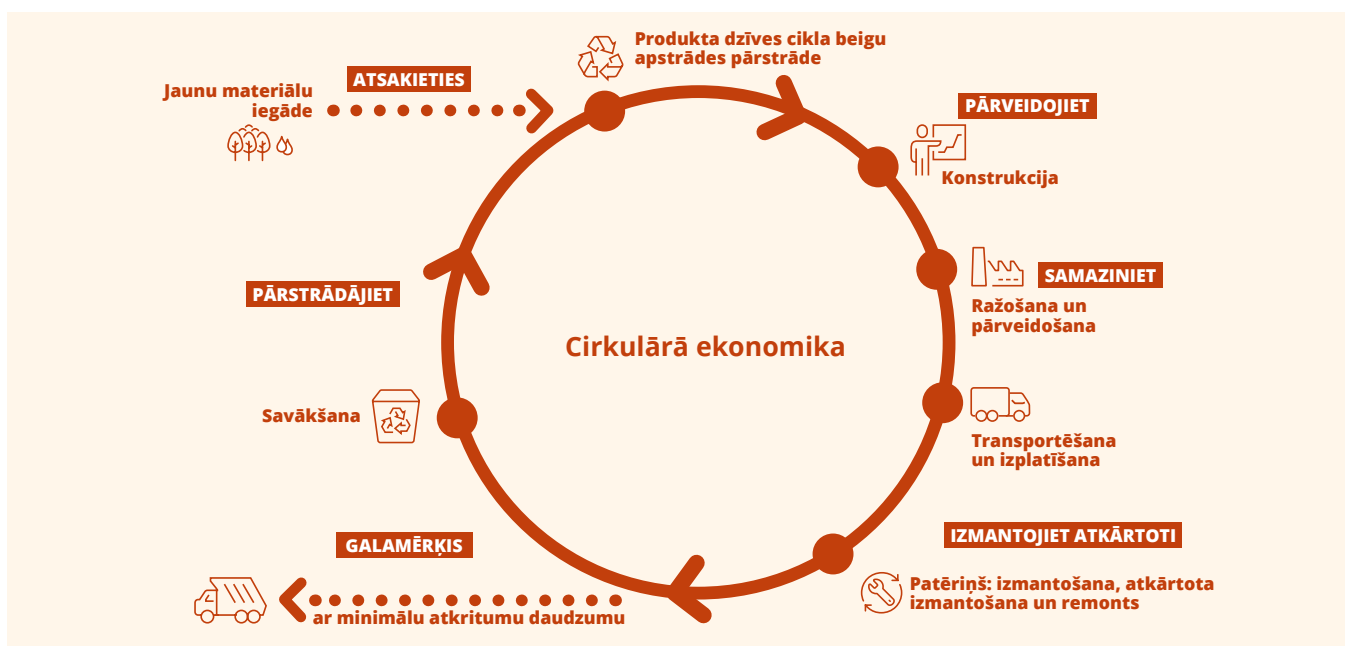 Produkta dzīves cikla beigu
apstrādes pārstrāde
ATSAKIETIES
Jaunu materiālu
iegāde
PĀRVEIDOJIET
Konstrukcija
SAMAZINIET
Ražošana un
pārveidošana
PĀRSTRĀDĀJIET
Cirkulārā ekonomika
Savākšana
Transportēšana
un izplatīšana
IZMANTOJIET ATKĀRTOTI
Patēriņš: izmantošana, atkārtota
izmantošana un remonts
GALAMĒRĶIS
ar minimālu atkritumu daudzumu